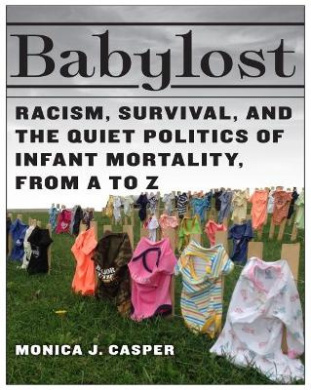 Babylost
RACISM, SURVIVAL, AND
THE QUIET POLITICS OF
INFANT MORTALITY,
FROM A TO Z
MONICA J. CASPER